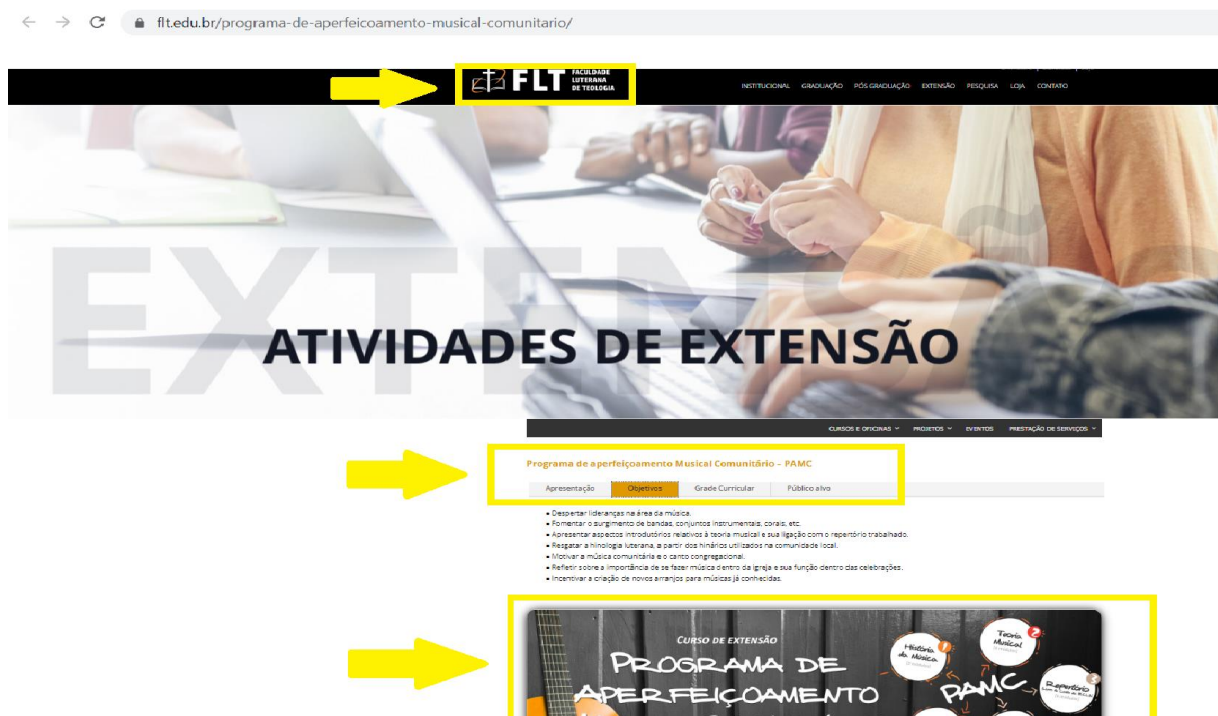 flt.edu.br/programa-de-aperfeicoamento-musical-comunitario/
FLT FACULDADE
LUTERANA
DE TEOLOGIA
INSTITUCIONAL GRADUAÇÃO PÓS GRADUAÇÃO EXTENSÃO PESQUISA LOJA CONTATO
EXTENSÃ
ATIVIDADES DE EXTENSÃO
CURSOS E OFICINAS PROJETOS EVENTOS PRESTAÇÃO DE SERVIÇOS
Programa de aperfeiçoamento Musical Comunitário – PAMC
Apresentação Objetivos Grade Curricular Público alvo
• Despertar lideranças na área da música.
• Fomentar o surgimento de bandas, conjuntos instrumentais, corais, etc.
• Apresentar aspectos introdutórios relativos à teoria musical e sua ligação com o repertório trabalhado.
• Resgatar a hinologia luterana, a partir dos hinários utilizados na comunidade local.
• Motivar a música comunitária e o canto congregacional.
• Refletir sobre a importância de se fazer música dentro da igreja e sua função dentro das celebrações.
• Incentivar a criação de novos arranjos para músicas já conhecidas.
CURSO DE EXTENSÃO
PROGRAMA DE
APERFEIÇOAMENTO
História
da Música
1
Teoria
Musical
2
PAMC
Repertório
3